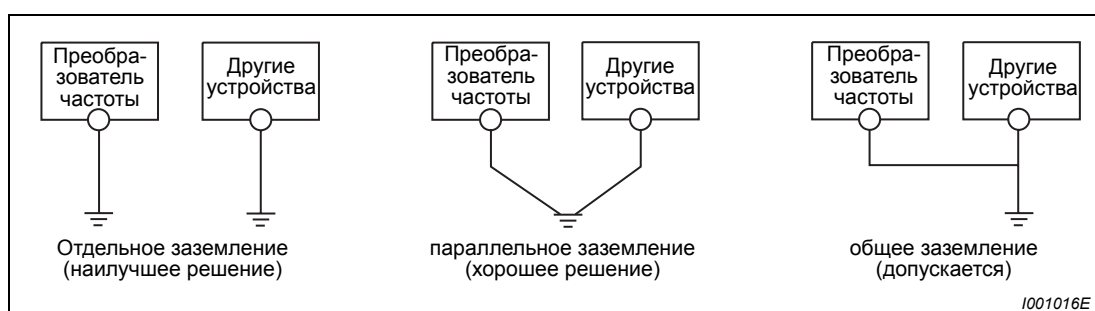 Преобра-
зователь
частоты
Другие
устройства
Преобра-
зователь
частоты
Другие
устройства
Преобра-
зователь
частоты
Другие
устройства
Отдельное заземление
(наилучшее решение)
параллельное заземление
(хорошее решение)
общее заземление
(допускается)
I001016E